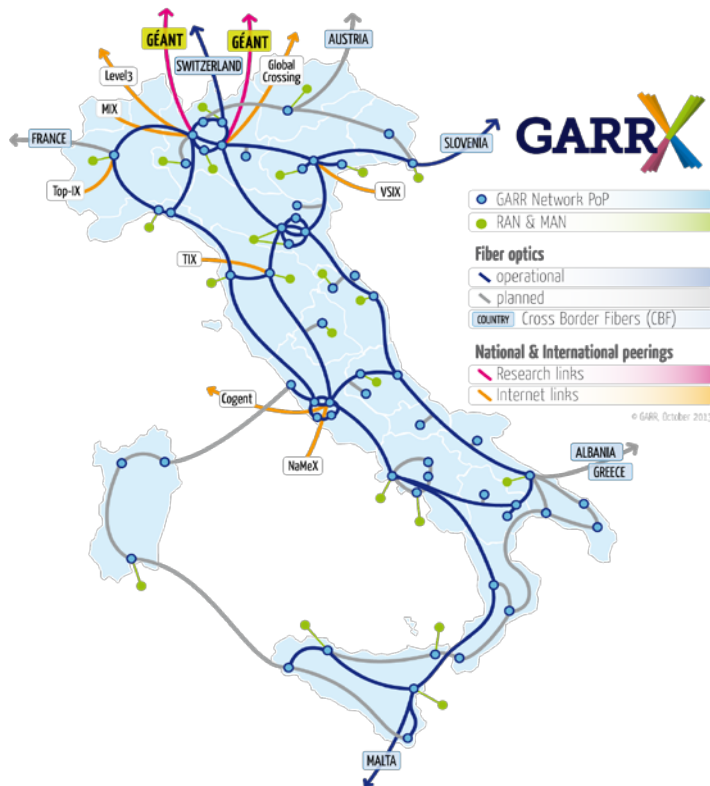 GÉANT
GÉANT
AUSTRIA
SWITZERLAND
Global
Crossing
Level3
MIX
FRANCE
SLOVENIA
GARR
Top-IX
VSIX
GARR Network PoP
RAN & MAN
TIX
Fiber optics
operational
planned
COUNTRY Cross Border Fibers (CBF)
National & International peerings
Research links
Internet links
Cogent
© GARR, October
NaMeX
ALBANIA
GREECE
MALTA